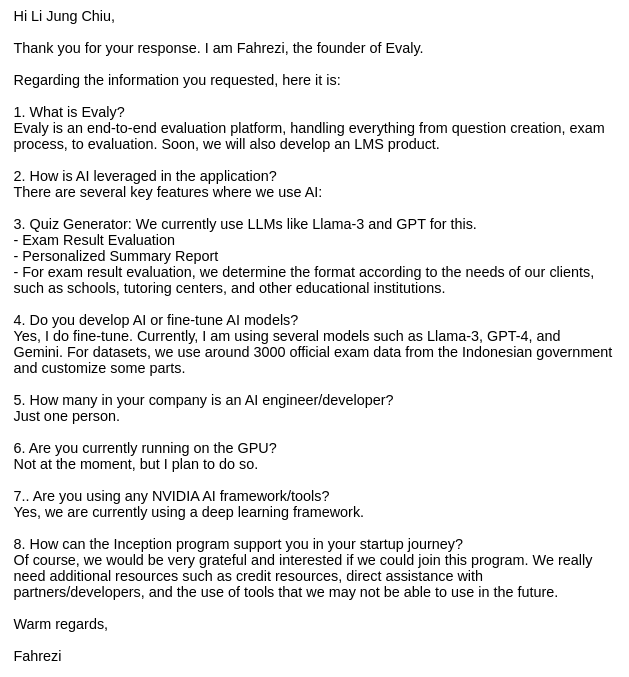 Hi Li Jung Chiu,
Thank you for your response. I am Fahrezi, the founder of Evaly.
Regarding the information you requested, here it is:
1. What is Evaly?
Evaly is an end-to-end evaluation platform, handling everything from question creation, exam
process, to evaluation. Soon, we will also develop an LMS product.
2. How is AI leveraged in the application?
There are several key features where we use AI:
3. Quiz Generator: We currently use LLMs like Llama-3 and GPT for this.
- Exam Result Evaluation
- Personalized Summary Report
- For exam result evaluation, we determine the format according to the needs of our clients,
such as schools, tutoring centers, and other educational institutions.
4. Do you develop AI or fine-tune AI models?
Yes, I do fine-tune. Currently, I am using several models such as Llama-3, GPT-4, and
Gemini. For datasets, we use around 3000 official exam data from the Indonesian government
and customize some parts.
5. How many in your company is an AI engineer/developer?
Just one person.
6. Are you currently running on the GPU?
Not at the moment, but I plan to do so.
7.. Are you using any NVIDIA AI framework/tools?
Yes, we are currently using a deep learning framework.
8. How can the Inception program support you in your startup journey?
Of course, we would be very grateful and interested if we could join this program. We really
need additional resources such as credit resources, direct assistance with
partners/developers, and the use of tools that we may not be able to use in the future.
Warm regards,
Fahrezi